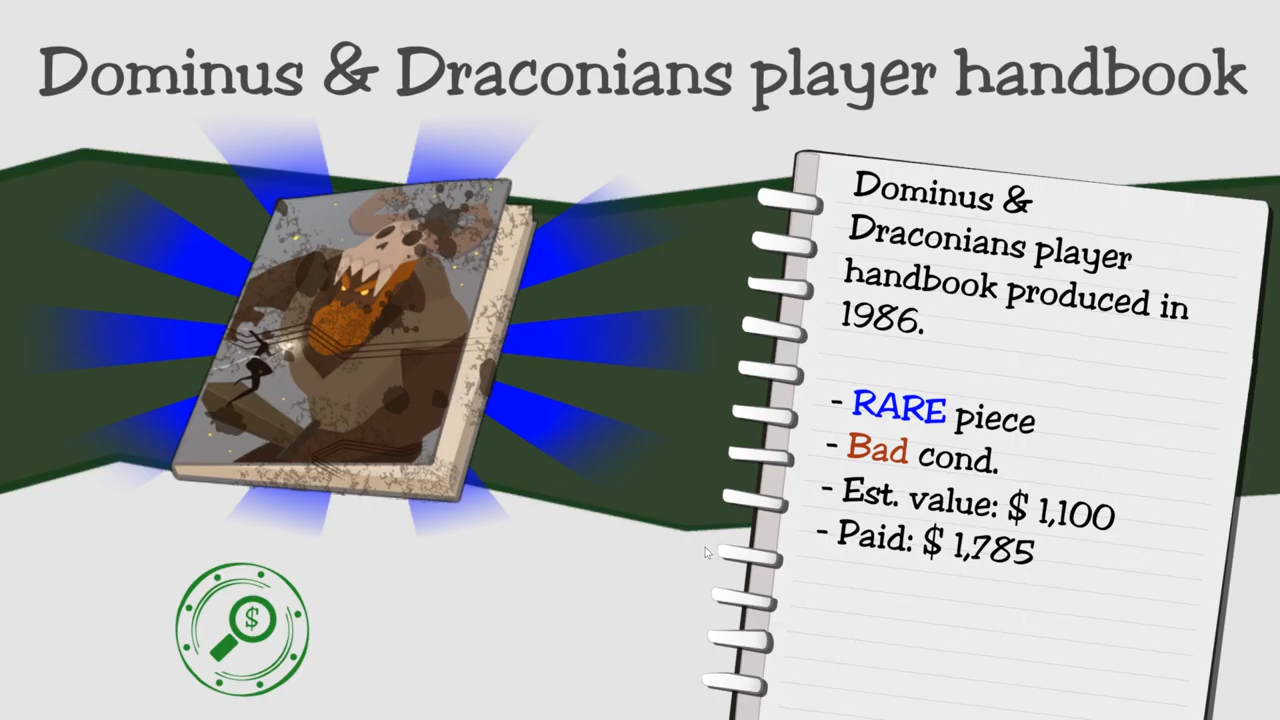 Dominus & Draconians player handbook
Dominus &
Draconians player
handbook produced in
1986.
- RARE piece
- Bad cond.
- Est. value: $ 1,100
- Paid: $ 1,785
$